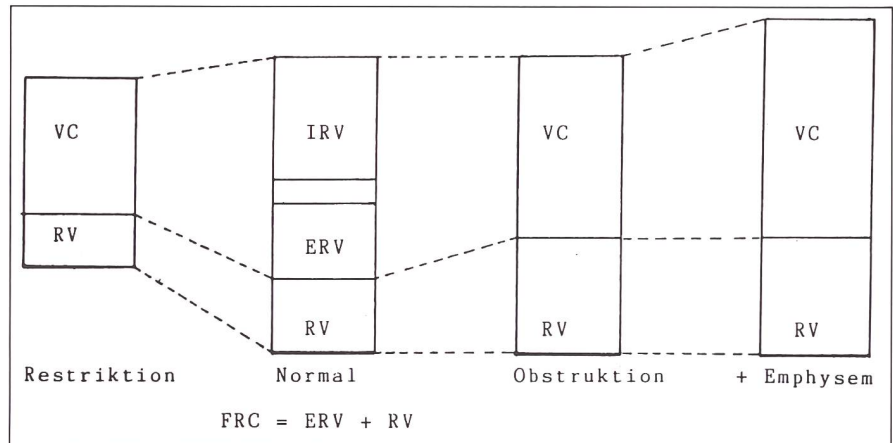 VC IRV VC VC
RV ERV
RV RV RV
Restriktion Normal Obstruktion + Emphysem
FRC = ERV + RV